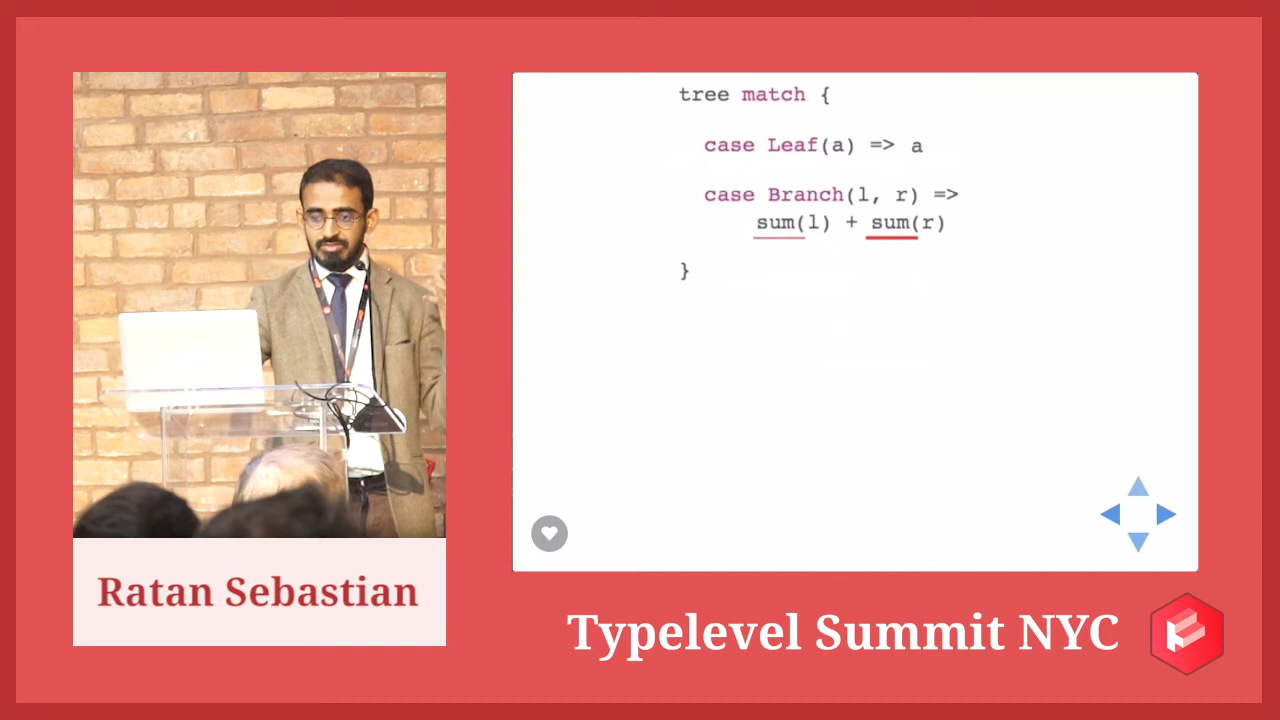 tree match {
case Leaf(a) => a
case Branch(l, r) =>
sum(l) + sum(r)
}
Ratan Sebastian
Typelevel Summit NYC